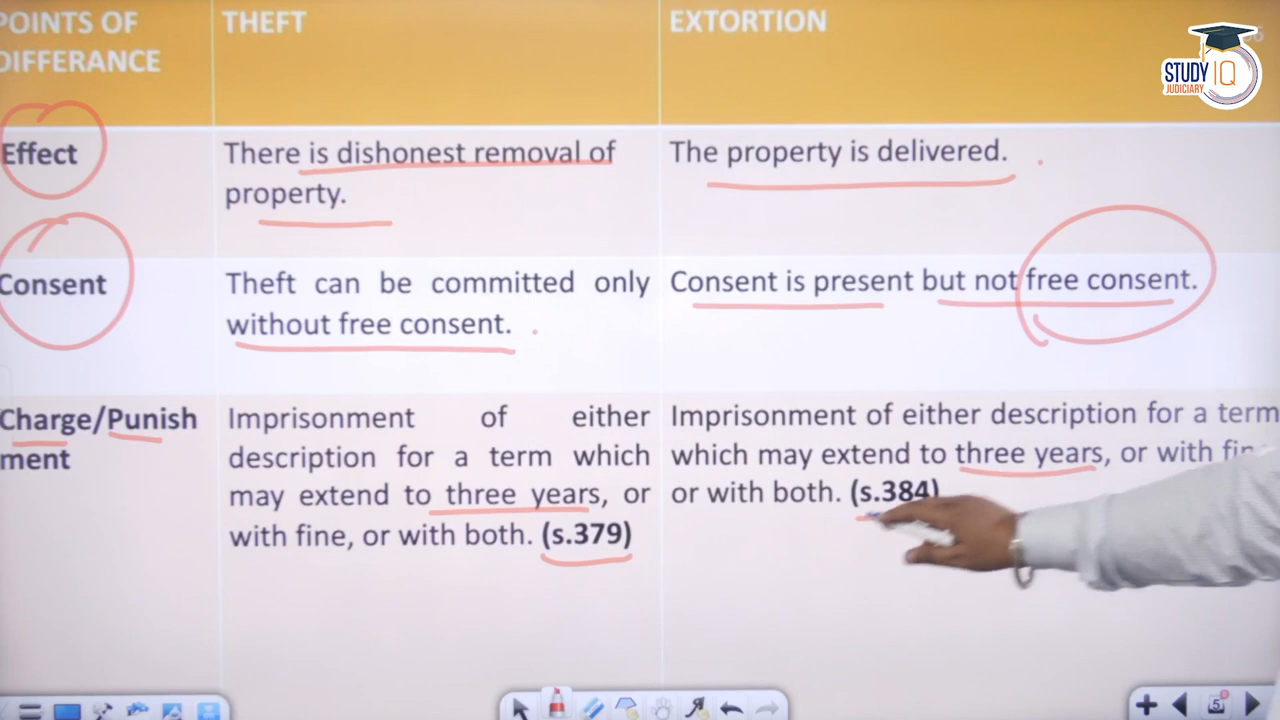 POINTS OF
DIFFERANCE
THEFT
EXTORTION
STUDY IQ
JUDICIARY
Effect
There is dishonest removal of
property.
The property is delivered.
Consent
Theft can be committed only
without free consent.
Consent is present but not free consent.
Charge/Punish
ment
Imprisonment of either
description for a term which
may extend to three years, or
with fine, or with both. (s.379)
Imprisonment of either description for a term
which may extend to three years, or with
or with both. (s.384)
5